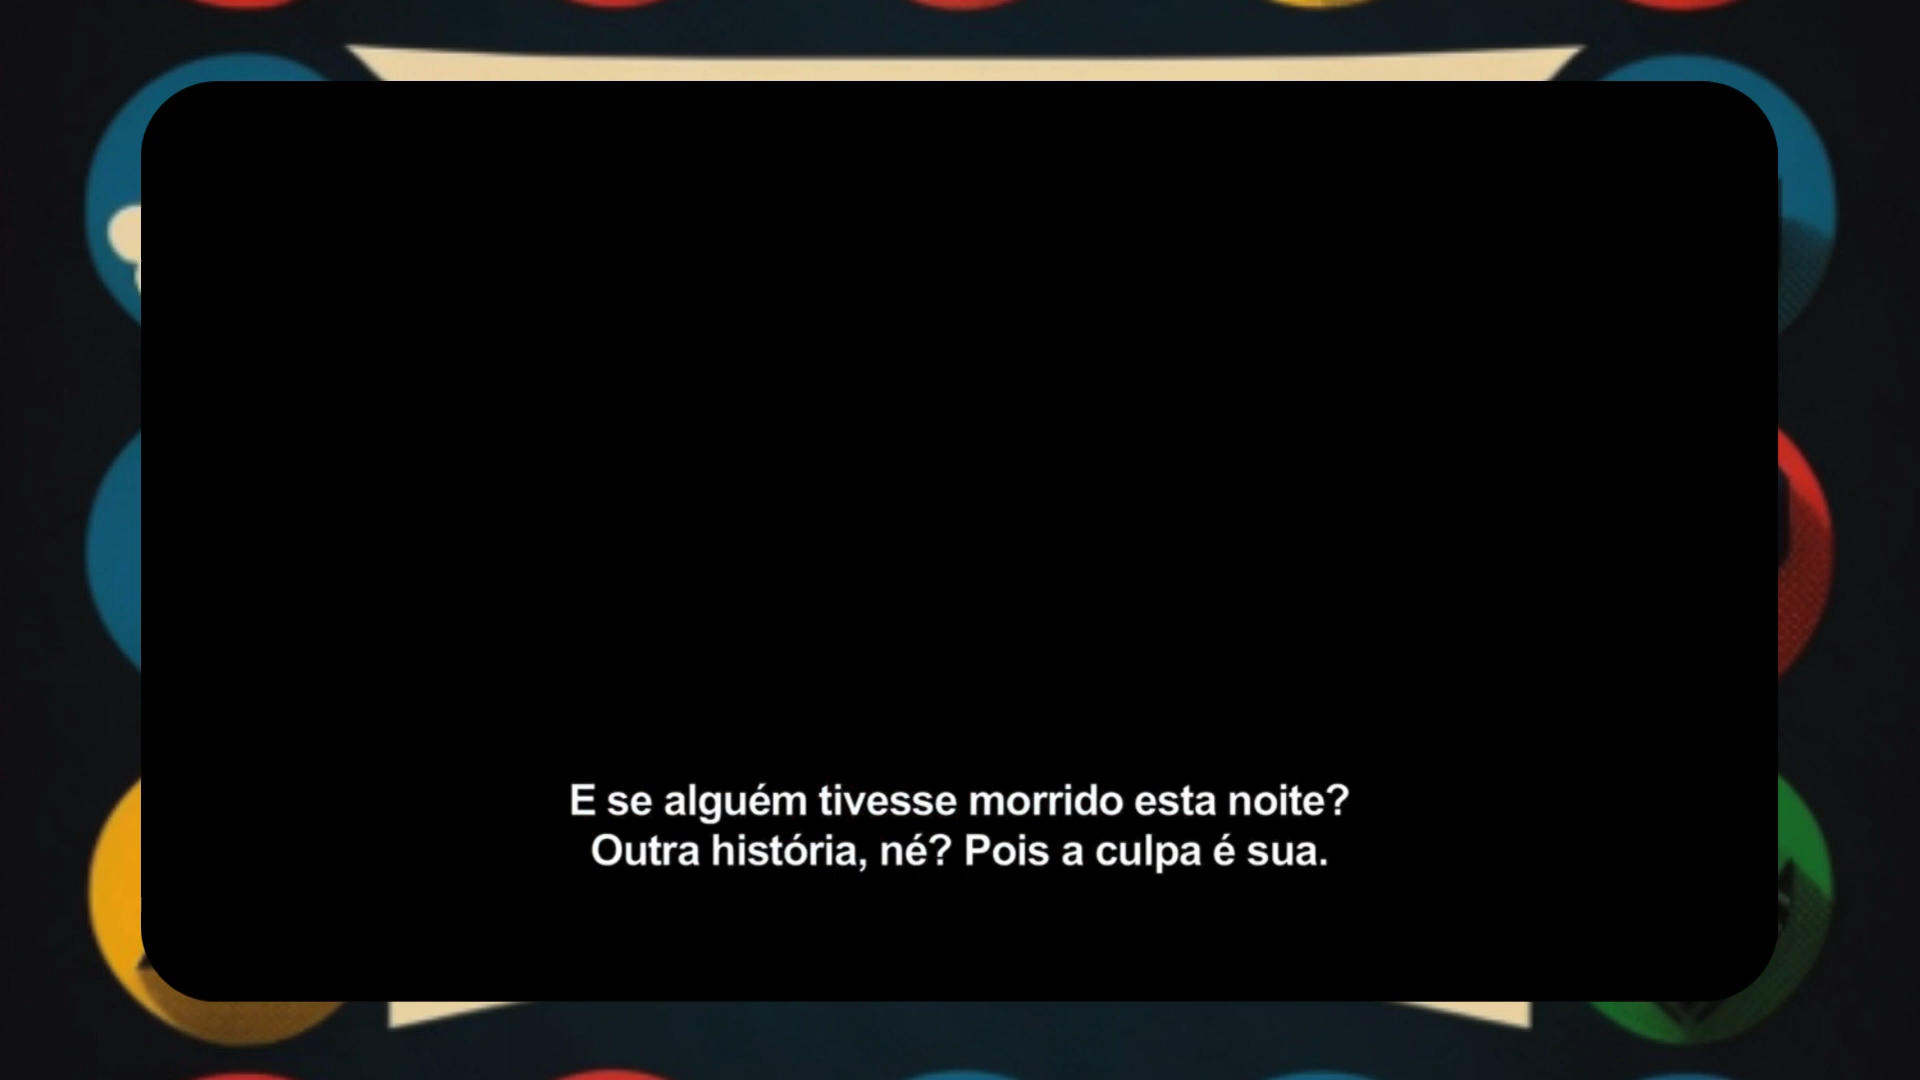 E se alguém tivesse morrido esta noite?
Outra história, né? Pois a culpa é sua.